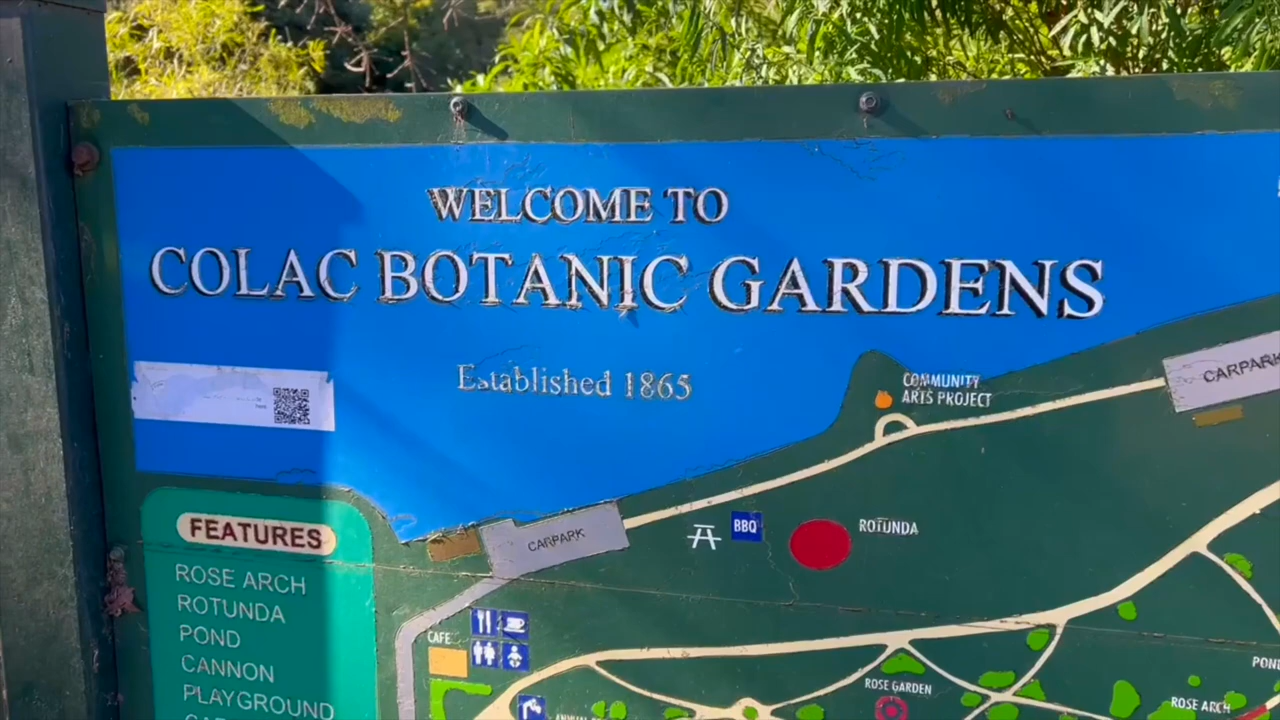 WELCOME TO
COLAC BOTANIC GARDENS
Established 1865
COMMUNITY
ARTS PROJECT
CARPARK
BBQ
ROTUNDA
CARPARK
FEATURES
ROSE ARCH
ROTUNDA
POND
CANNON
PLAYGROUND
CAFE
ROSE GARDEN
ROSE ARCH
POND